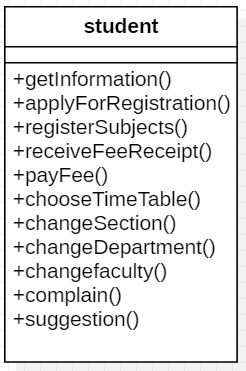 student
+getInformation()
+applyForRegistration()
+registerSubjects()
+receiveFeeReceipt()
+payFee()
+chooseTimeTable()
+changeSection()
+changeDepartment()
+changefaculty()
+complain()
+suggestion()